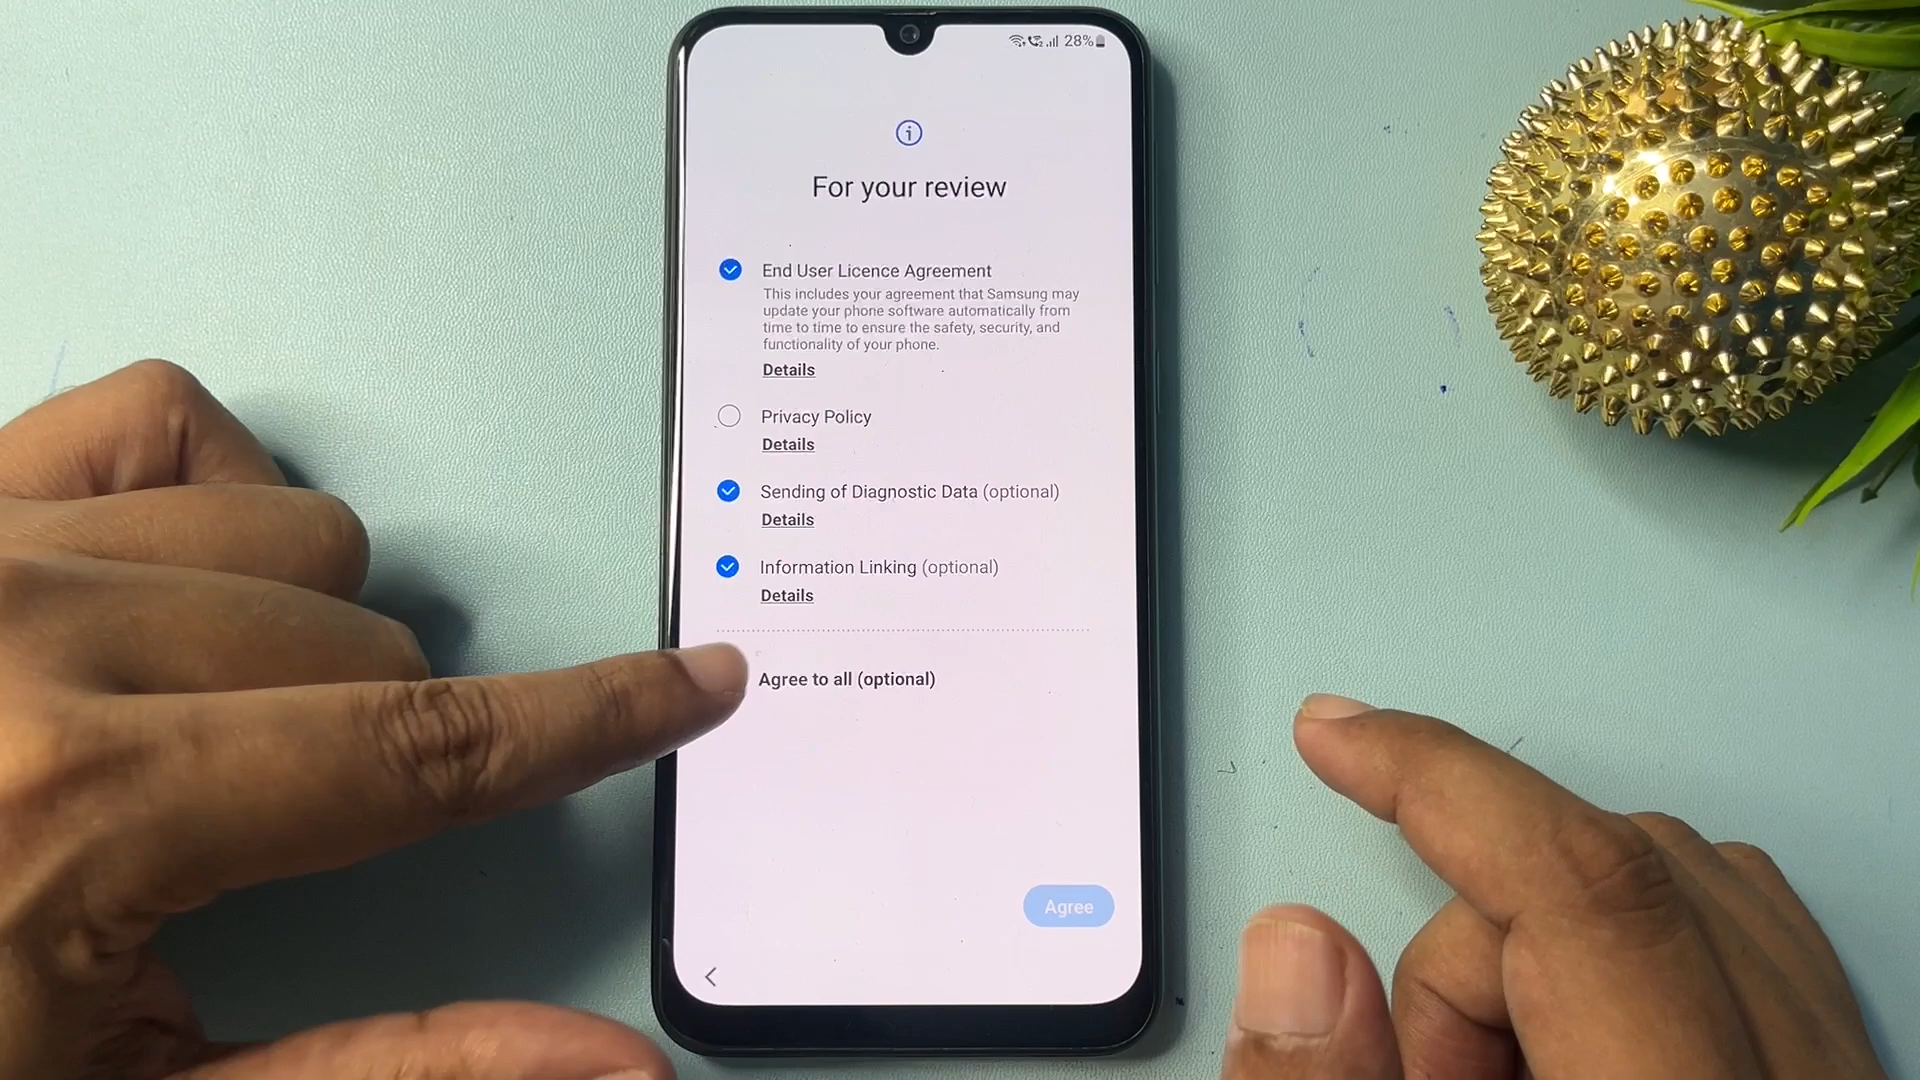 28%
For your review
End User Licence Agreement
This includes your agreement that Samsung may
update your phone software automatically from
time to time to ensure the safety, security, and
functionality of your phone.
Details
Privacy Policy
Details
Sending of Diagnostic Data (optional)
Details
Information Linking (optional)
Details
Agree to all (optional)
Agree